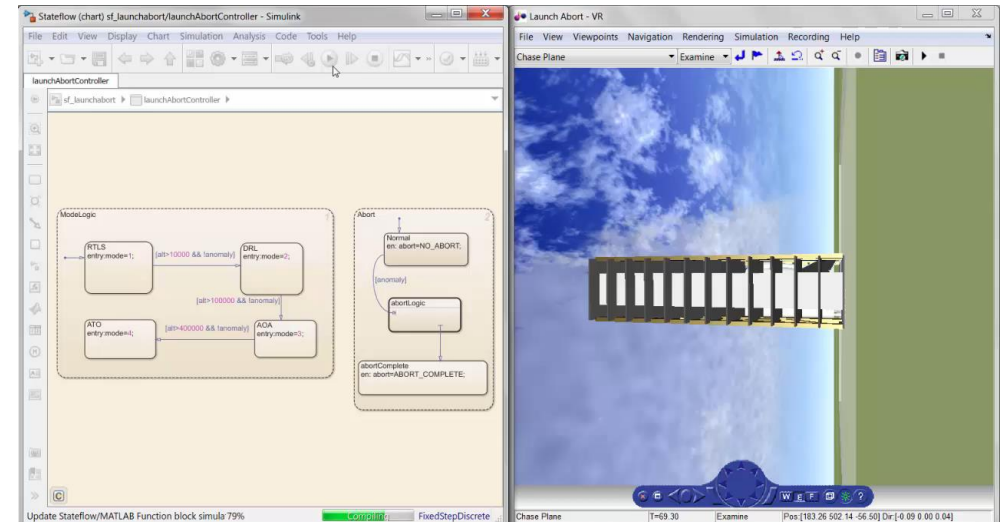 Stateflow (chart) sf_launchabort/launchAbortController - Simulink
File Edit View Display Chart Simulation Analysis Code Tools Help
launchAbortController
sf_launchabort launchAbortController
ModeLogic 1
RTLS
entry:mode=1;
[alt>10000 && !anomaly]
DRL
entry:mode=2;
[alt>100000 && !anomaly]
ATO
entry:mode=4;
[alt>400000 && !anomaly]
AOA
entry:mode=3;
Abort 2
Normal
en: abort=NO_ABORT;
[anomaly]
abortLogic
abortComplete
en: abort=ABORT_COMPLETE;
Update Stateflow/MATLAB Function block simula 79% Compiling FixedStepDiscrete
Launch Abort - VR
File View Viewpoints Navigation Rendering Simulation Recording Help
Chase Plane Examine
W E F ?
Chase Plane T=69.30 Examine Pos:[183.26 502.14 -56.50] Dir:[-0.09 0.00 0.04]